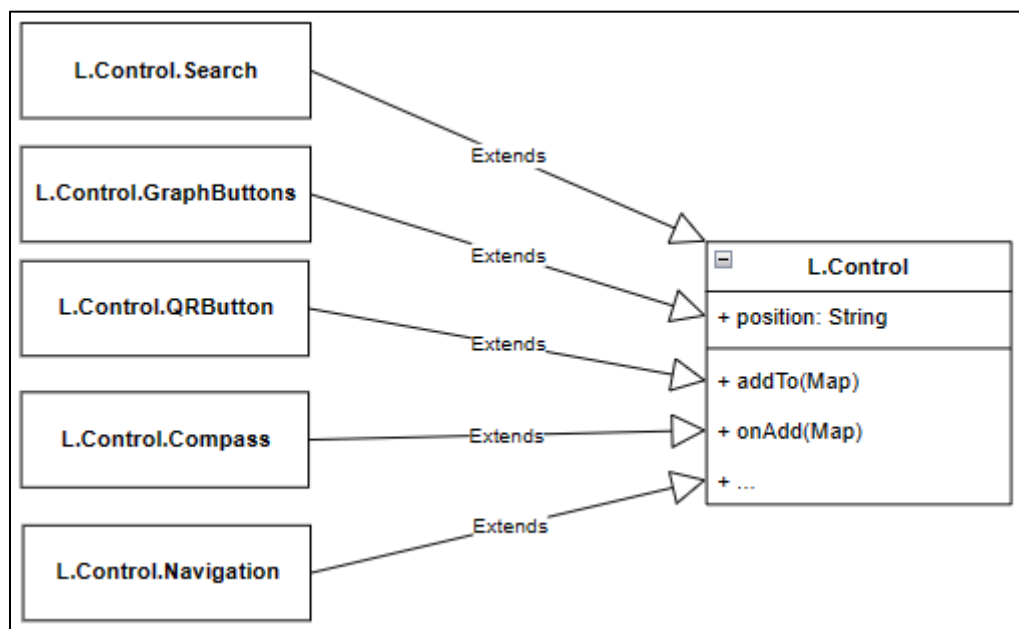 L.Control.Search
Extends
L.Control.GraphButtons
Extends
L.Control.QRButton
Extends
L.Control.Compass
Extends
L.Control.Navigation
Extends
L.Control
+ position: String
+ addTo(Map)
+ onAdd(Map)
+ ...